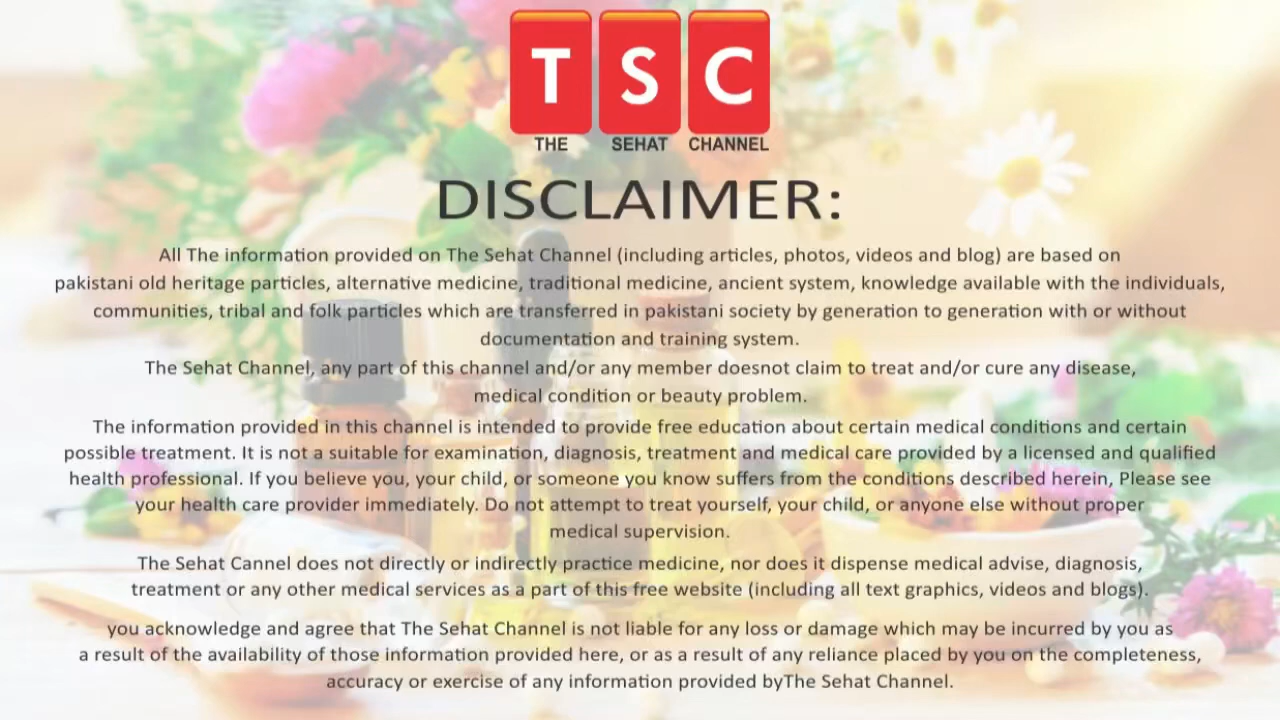 T S C
THE SEHAT CHANNEL
DISCLAIMER:
All The information provided on The Sehat Channel (including articles, photos, videos and blog) are based on
pakistani old heritage particles, alternative medicine, traditional medicine, ancient system, knowledge available with the individuals,
communities, tribal and folk particles which are transferred in pakistani society by generation to generation with or without
documentation and training system.
The Sehat Channel, any part of this channel and/or any member doesnot claim to treat and/or cure any disease,
medical condition or beauty problem.
The information provided in this channel is intended to provide free education about certain medical conditions and certain
possible treatment. It is not a suitable for examination, diagnosis, treatment and medical care provided by a licensed and qualified
health professional. If you believe you, your child, or someone you know suffers from the conditions described herein, Please see
your health care provider immediately. Do not attempt to treat yourself, your child, or anyone else without proper
medical supervision.
The Sehat Cannel does not directly or indirectly practice medicine, nor does it dispense medical advise, diagnosis,
treatment or any other medical services as a part of this free website (including all text graphics, videos and blogs).
you acknowledge and agree that The Sehat Channel is not liable for any loss or damage which may be incurred by you as
a result of the availability of those information provided here, or as a result of any reliance placed by you on the completeness,
accuracy or exercise of any information provided byThe Sehat Channel.